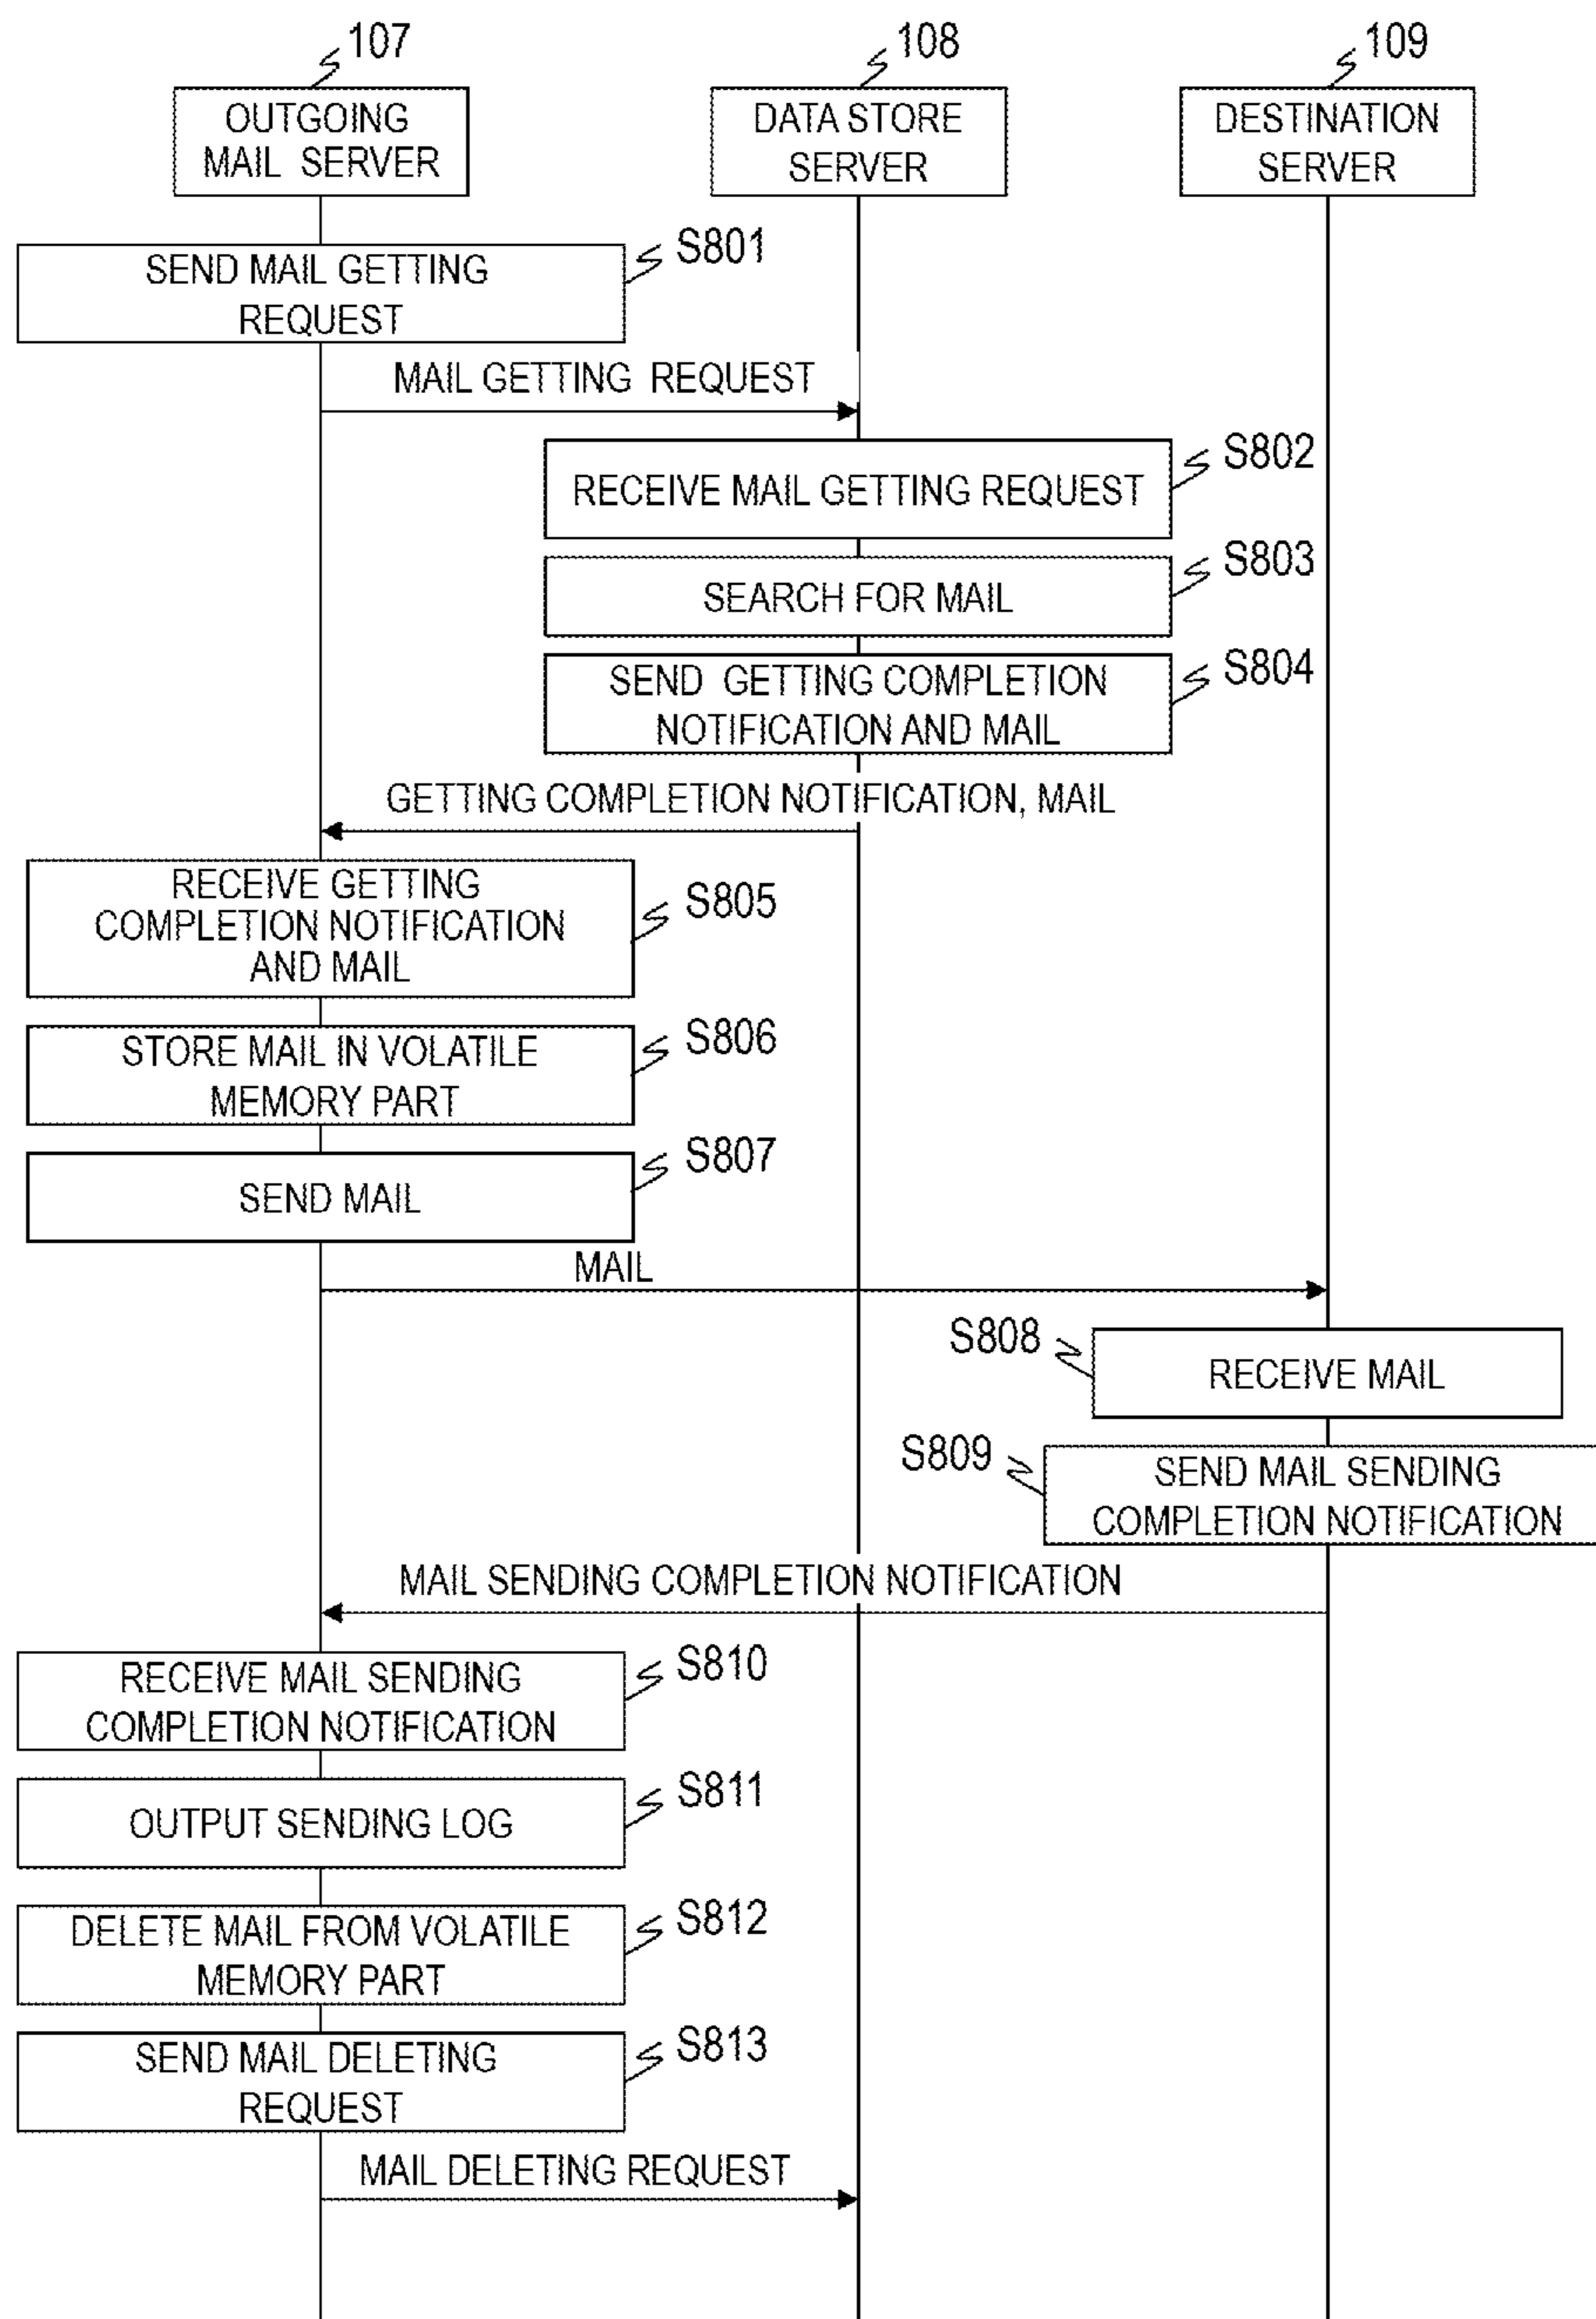 107
108
109
OUTGOING
MAIL SERVER
DATA STORE
SERVER
DESTINATION
SERVER
SEND MAIL GETTING
REQUEST
S801
MAIL GETTING REQUEST
RECEIVE MAIL GETTING REQUEST
S802
SEARCH FOR MAIL
S803
SEND GETTING COMPLETION
NOTIFICATION AND MAIL
S804
GETTING COMPLETION NOTIFICATION, MAIL
RECEIVE GETTING
COMPLETION NOTIFICATION
AND MAIL
S805
STORE MAIL IN VOLATILE
MEMORY PART
S806
SEND MAIL
S807
MAIL
S808
RECEIVE MAIL
S809
SEND MAIL SENDING
COMPLETION NOTIFICATION
MAIL SENDING COMPLETION NOTIFICATION
RECEIVE MAIL SENDING
COMPLETION NOTIFICATION
S810
OUTPUT SENDING LOG
S811
DELETE MAIL FROM VOLATILE
MEMORY PART
S812
SEND MAIL DELETING
REQUEST
S813
MAIL DELETING REQUEST